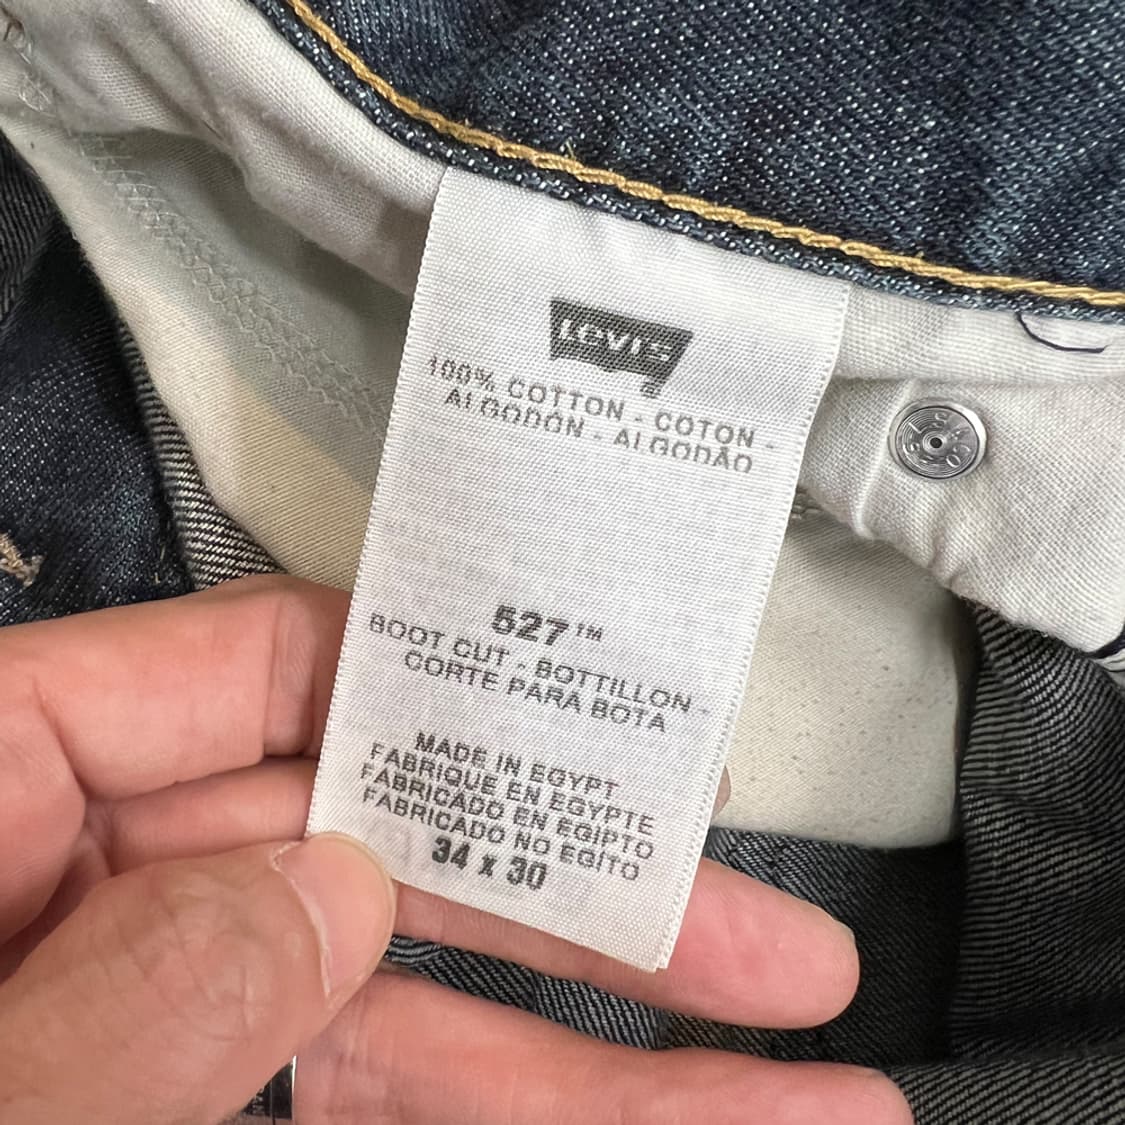 Levi's
100% COTTON - COTON -
ALGODÓN - ALGODÃO
527™
BOOT CUT - BOTTILLON -
CORTE PARA BOTA
MADE IN EGYPT
FABRIQUE EN EGYPTE
FABRICADO EN EGIPTO
FABRICADO NO EGITO
34 x 30